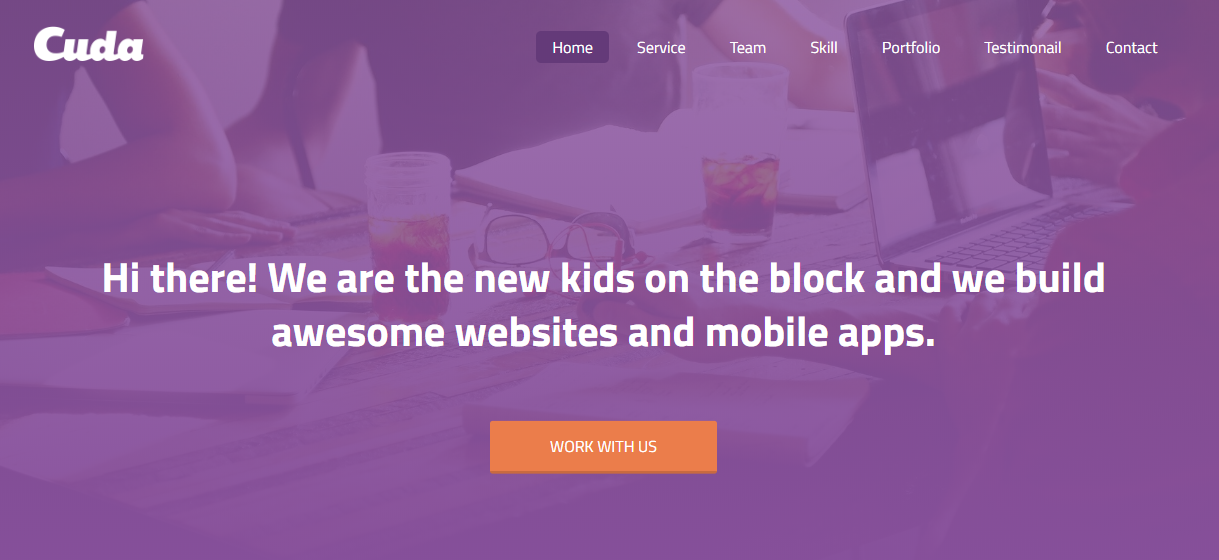 Cuda
Home Service Team Skill Portfolio Testimonail Contact
Hi there! We are the new kids on the block and we build
awesome websites and mobile apps.
WORK WITH US